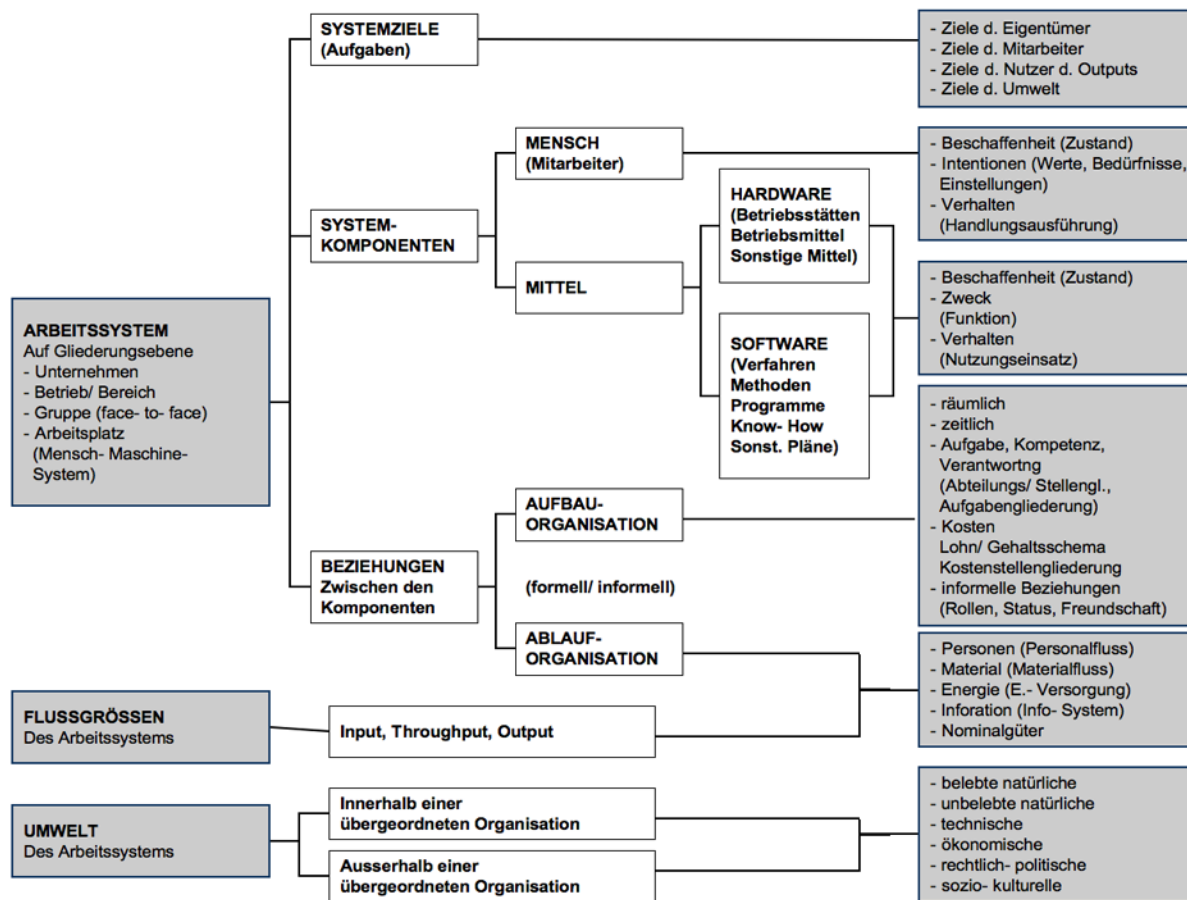 SYSTEMZIELE
(Aufgaben)
- Ziele d. Eigentümer
- Ziele d. Mitarbeiter
- Ziele d. Nutzer d. Outputs
- Ziele d. Umwelt
MENSCH
(Mitarbeiter)
- Beschaffenheit (Zustand)
- Intentionen (Werte, Bedürfnisse,
Einstellungen)
- Verhalten
(Handlungsausführung)
SYSTEM-
KOMPONENTEN
HARDWARE
(Betriebsstätten
Betriebsmittel
Sonstige Mittel)
MITTEL
- Beschaffenheit (Zustand)
- Zweck
(Funktion)
- Verhalten
(Nutzungseinsatz)
ARBEITSSYSTEM
Auf Gliederungsebene
- Unternehmen
- Betrieb/ Bereich
- Gruppe (face- to- face)
- Arbeitsplatz
(Mensch- Maschine-
System)
SOFTWARE
(Verfahren
Methoden
Programme
Know- How
Sonst. Pläne)
- räumlich
- zeitlich
- Aufgabe, Kompetenz,
Verantwortng
(Abteilungs/ Stellengl.,
Aufgabengliederung)
- Kosten
Lohn/ Gehaltsschema
Kostenstellengliederung
- informelle Beziehungen
(Rollen, Status, Freundschaft)
AUFBAU-
ORGANISATION
BEZIEHUNGEN
Zwischen den
Komponenten
(formell/ informell)
ABLAUF-
ORGANISATION
- Personen (Personalfluss)
- Material (Materialfluss)
- Energie (E.- Versorgung)
- Inforation (Info- System)
- Nominalgüter
FLUSSGRÖSSEN
Des Arbeitssystems
Input, Throughput, Output
UMWELT
Des Arbeitssystems
Innerhalb einer
übergeordneten Organisation
Ausserhalb einer
übergeordneten Organisation
- belebte natürliche
- unbelebte natürliche
- technische
- ökonomische
- rechtlich- politische
- sozio- kulturelle